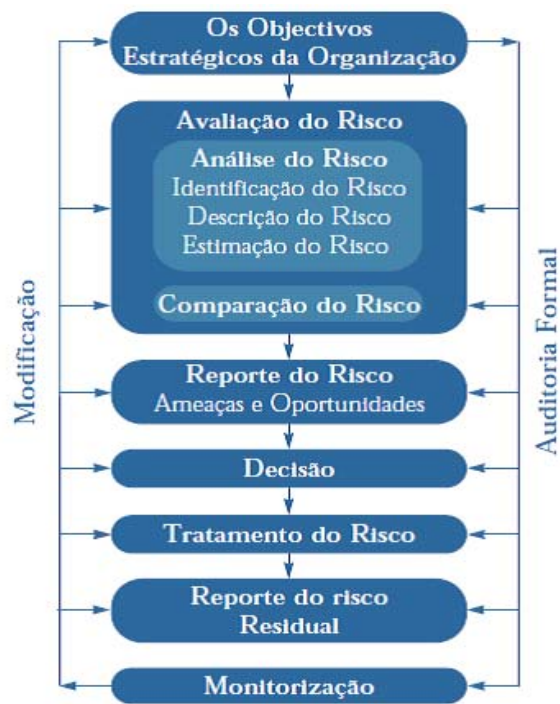 Os Objectivos
Estratégicos da Organização
Avaliação do Risco
Análise do Risco
Identificação do Risco
Descrição do Risco
Estimação do Risco
Comparação do Risco
Reporte do Risco
Ameaças e Oportunidades
Decisão
Tratamento do Risco
Reporte do risco
Residual
Monitorização
Modificação
Auditoria Formal